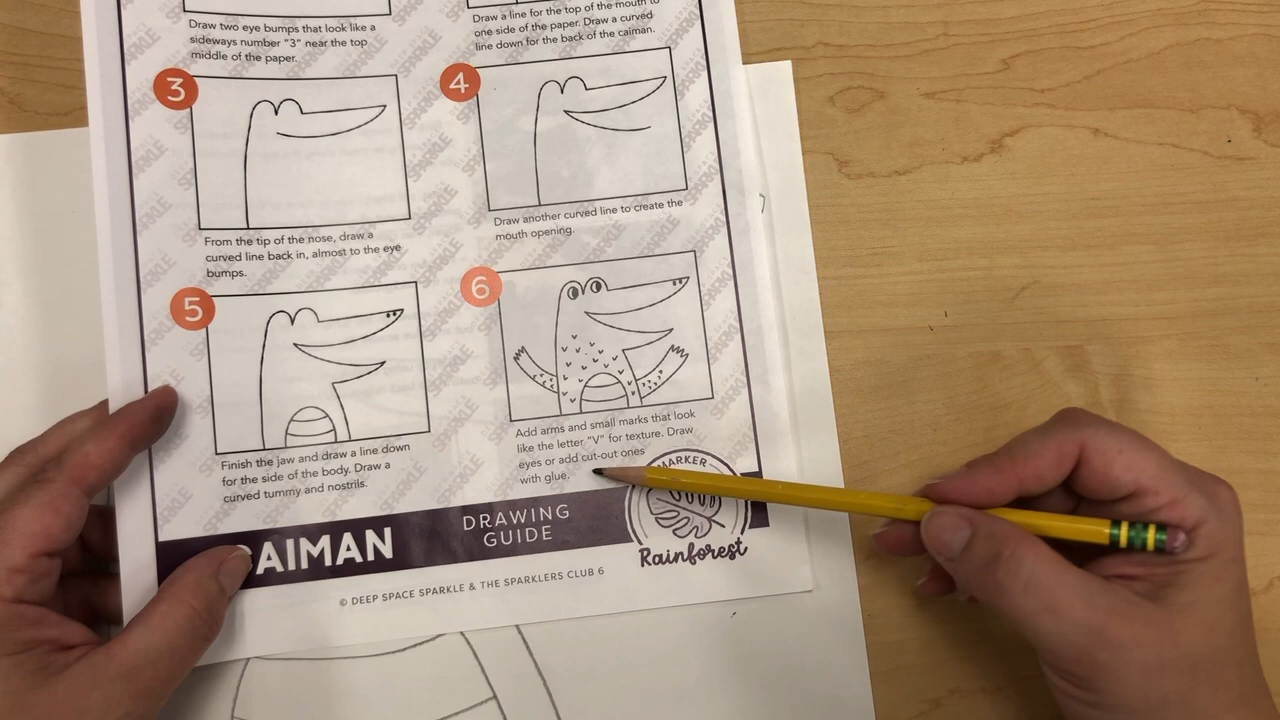 Draw two eye bumps that look like a
sideways number "3" near the top
middle of the paper.
Draw a line for the top of the mouth to
one side of the paper. Draw a curved
line down for the back of the caiman.
3
4
From the tip of the nose, draw a
curved line back in, almost to the eye
bumps.
Draw another curved line to create the
mouth opening.
5
6
Finish the jaw and draw a line down
for the side of the body. Draw a
curved tummy and nostrils.
Add arms and small marks that look
like the letter "V" for texture. Draw
eyes or add cut-out ones
with glue.
CAIMAN
DRAWING
GUIDE
MARKER
Rainforest
© DEEP SPACE SPARKLE & THE SPARKLERS CLUB 6